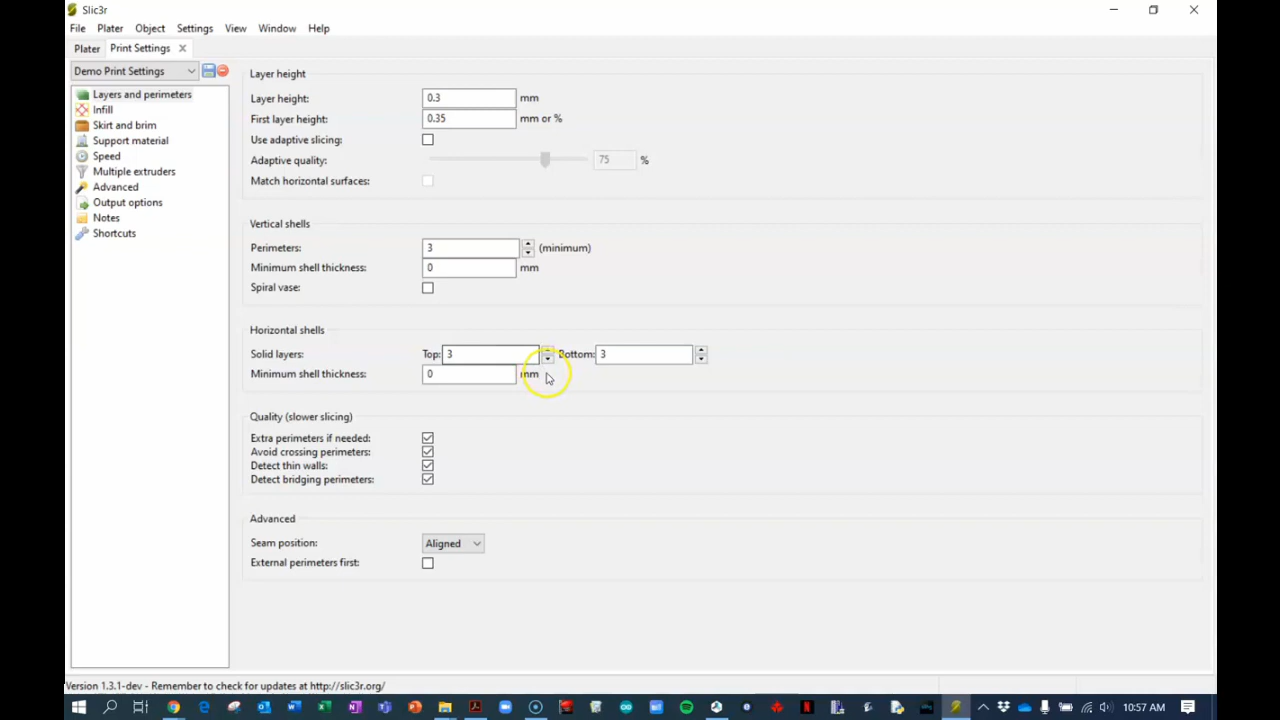 Slic3r
File Plater Object Settings View Window Help
Plater Print Settings
Demo Print Settings
Layers and perimeters
Infill
Skirt and brim
Support material
Speed
Multiple extruders
Advanced
Output options
Notes
Shortcuts
Layer height
Layer height: 0.3 mm
First layer height: 0.35 mm or %
Use adaptive slicing:
Adaptive quality: 75 %
Match horizontal surfaces:
Vertical shells
Perimeters: 3 (minimum)
Minimum shell thickness: 0 mm
Spiral vase:
Horizontal shells
Solid layers: Top: 3 Bottom: 3
Minimum shell thickness: 0 mm
Quality (slower slicing)
Extra perimeters if needed:
Avoid crossing perimeters:
Detect thin walls:
Detect bridging perimeters:
Advanced
Seam position: Aligned
External perimeters first:
Version 1.3.1-dev - Remember to check for updates at http://slic3r.org/
10:57 AM